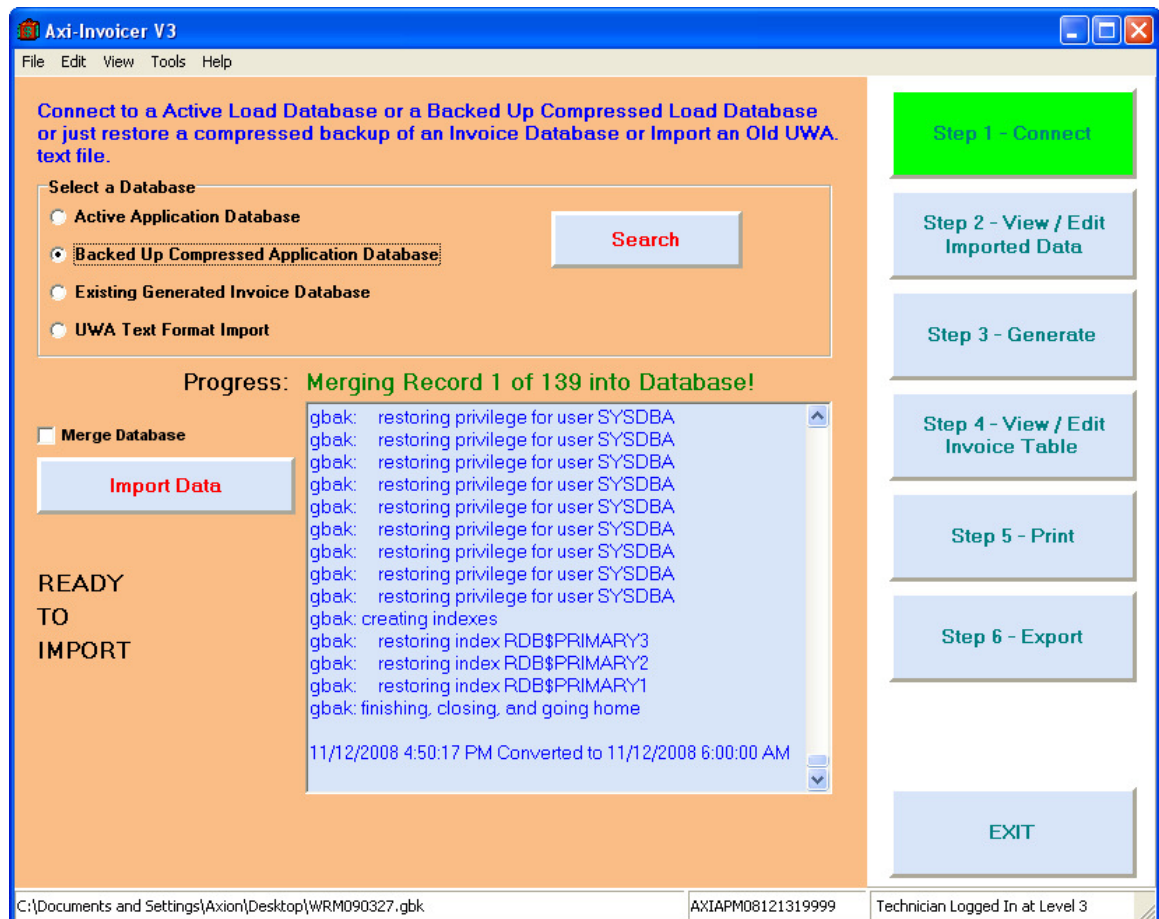 Axi-Invoicer V3
File Edit View Tools Help
Connect to a Active Load Database or a Backed Up Compressed Load Database
or just restore a compressed backup of an Invoice Database or Import an Old UWA.
text file.
Select a Database
Active Application Database
Backed Up Compressed Application Database
Existing Generated Invoice Database
UWA Text Format Import
Search
Progress: Merging Record 1 of 139 into Database!
Merge Database
Import Data
READY
TO
IMPORT
gbak: restoring privilege for user SYSDBA
gbak: restoring privilege for user SYSDBA
gbak: restoring privilege for user SYSDBA
gbak: restoring privilege for user SYSDBA
gbak: restoring privilege for user SYSDBA
gbak: restoring privilege for user SYSDBA
gbak: restoring privilege for user SYSDBA
gbak: restoring privilege for user SYSDBA
gbak: restoring privilege for user SYSDBA
gbak: creating indexes
gbak: restoring index RDB$PRIMARY3
gbak: restoring index RDB$PRIMARY2
gbak: restoring index RDB$PRIMARY1
gbak: finishing, closing, and going home
11/12/2008 4:50:17 PM Converted to 11/12/2008 6:00:00 AM
Step 1 - Connect
Step 2 - View / Edit
Imported Data
Step 3 - Generate
Step 4 - View / Edit
Invoice Table
Step 5 - Print
Step 6 - Export
EXIT
C:\Documents and Settings\Axion\Desktop\WRM090327.gbk
AXIAPM08121319999
Technician Logged In at Level 3